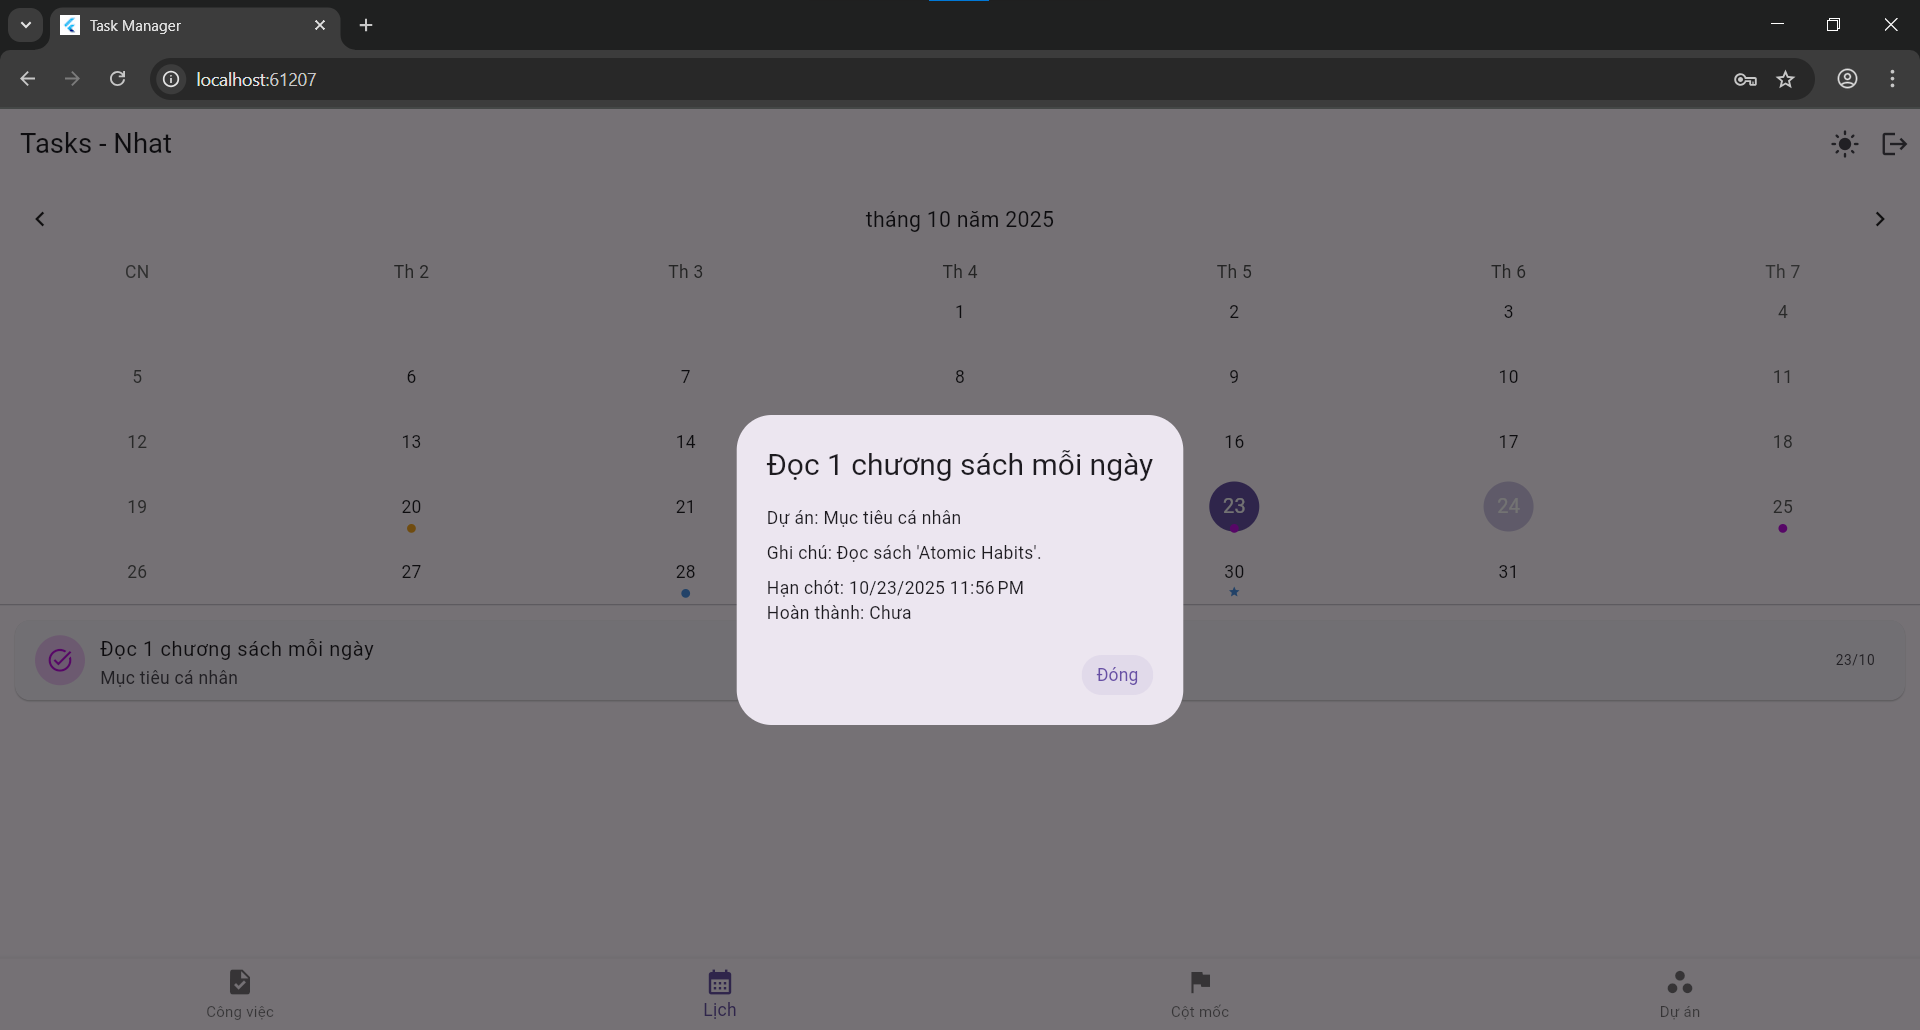 Task Manager
localhost:61207
Tasks - Nhat
tháng 10 năm 2025
CN Th 2 Th 3 Th 4 Th 5 Th 6 Th 7
1 2 3 4
5 6 7 8 9 10 11
12 13 14 16 17 18
19 20 21 23 24 25
26 27 28 30 31
Đọc 1 chương sách mỗi ngày
Dự án: Mục tiêu cá nhân
Ghi chú: Đọc sách 'Atomic Habits'.
Hạn chót: 10/23/2025 11:56 PM
Hoàn thành: Chưa
Đóng
Đọc 1 chương sách mỗi ngày
Mục tiêu cá nhân
23/10
Công việc Lịch Cột mốc Dự án